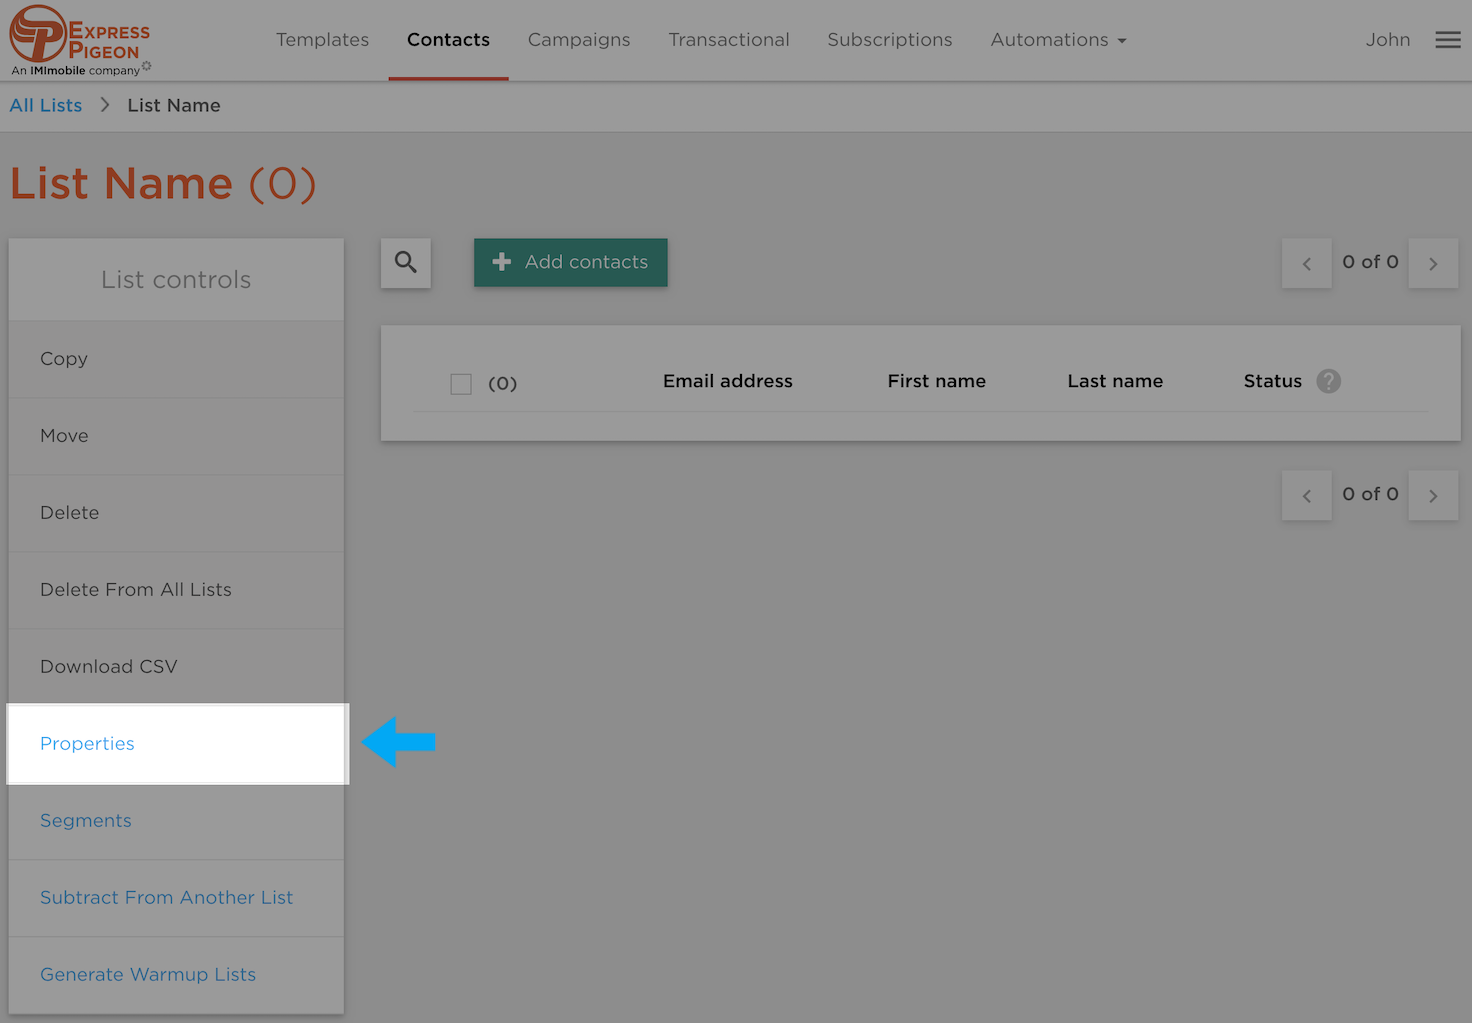 EXPRESS
PIGEON
An IMImobile company
Templates
Contacts
Campaigns
Transactional
Subscriptions
Automations
John
All Lists > List Name
List Name (0)
List controls
Copy
Move
Delete
Delete From All Lists
Download CSV
Properties
Segments
Subtract From Another List
Generate Warmup Lists
+ Add contacts
< 0 of 0 >
(0)
Email address
First name
Last name
Status ?
< 0 of 0 >